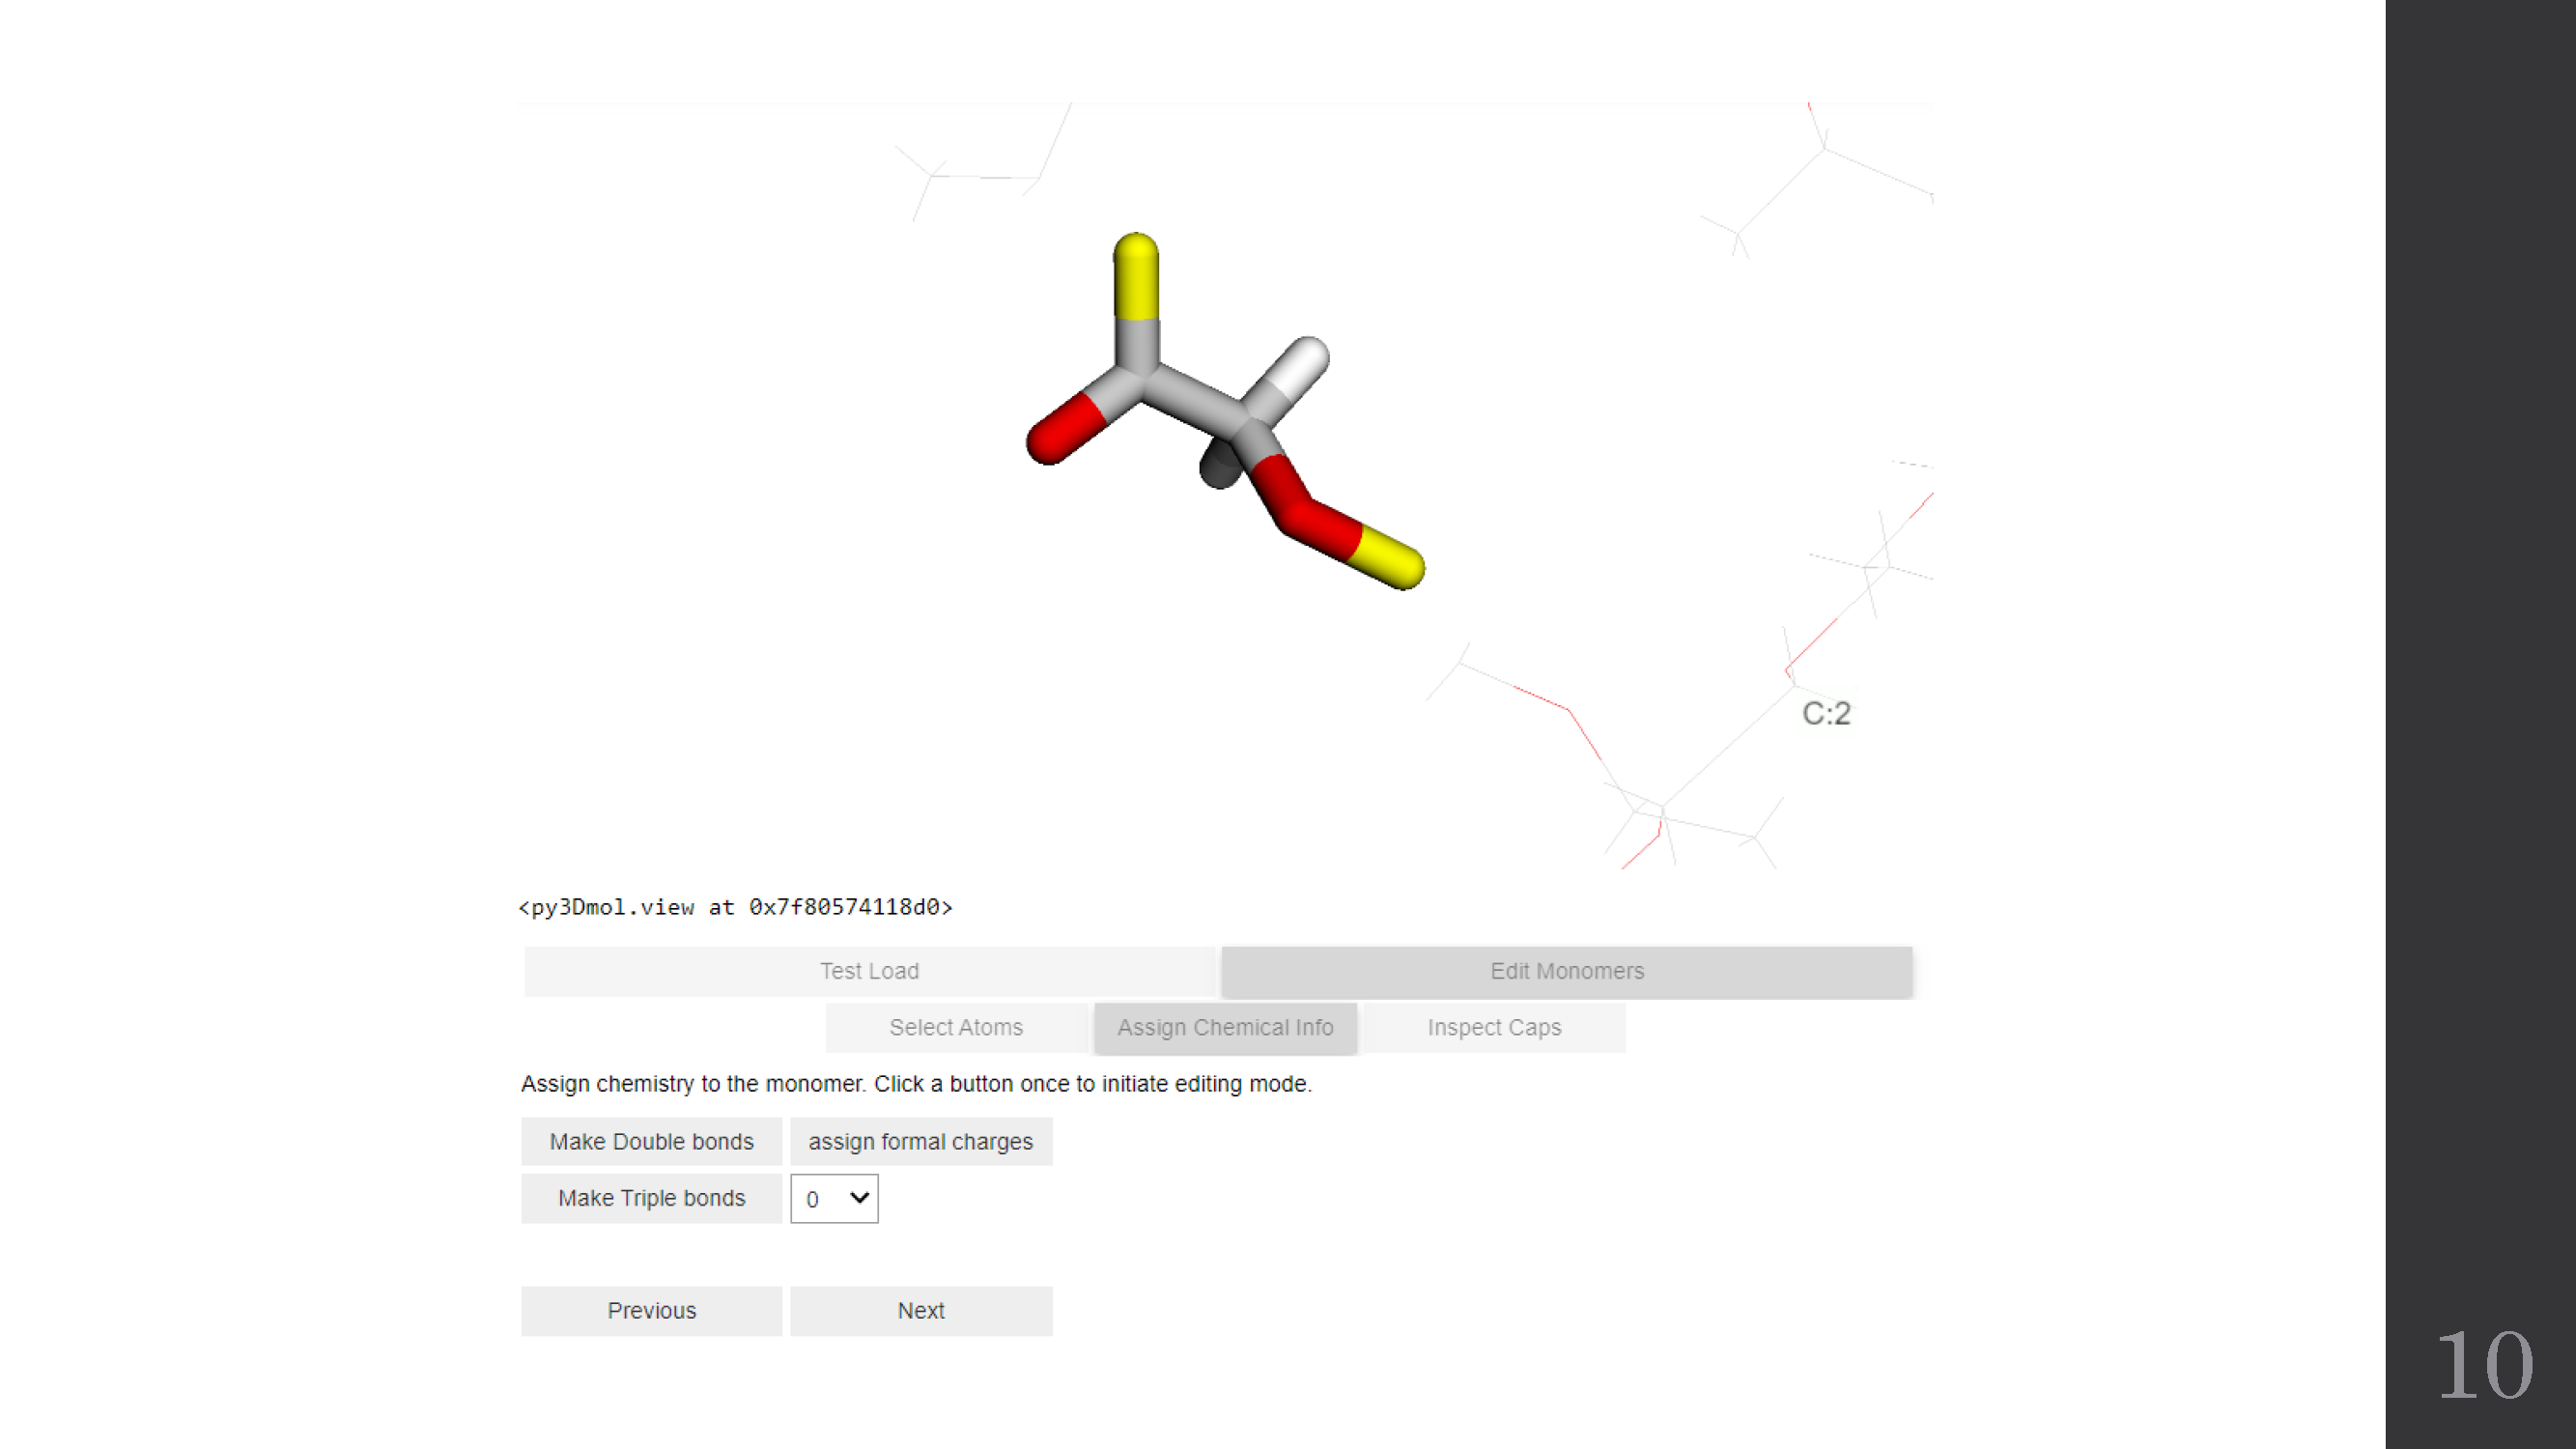 C:2
<py3Dmol.view at 0x7f80574118d0>
Test Load Edit Monomers
Select Atoms Assign Chemical Info Inspect Caps
Assign chemistry to the monomer. Click a button once to initiate editing mode.
Make Double bonds assign formal charges
Make Triple bonds 0
Previous Next
10